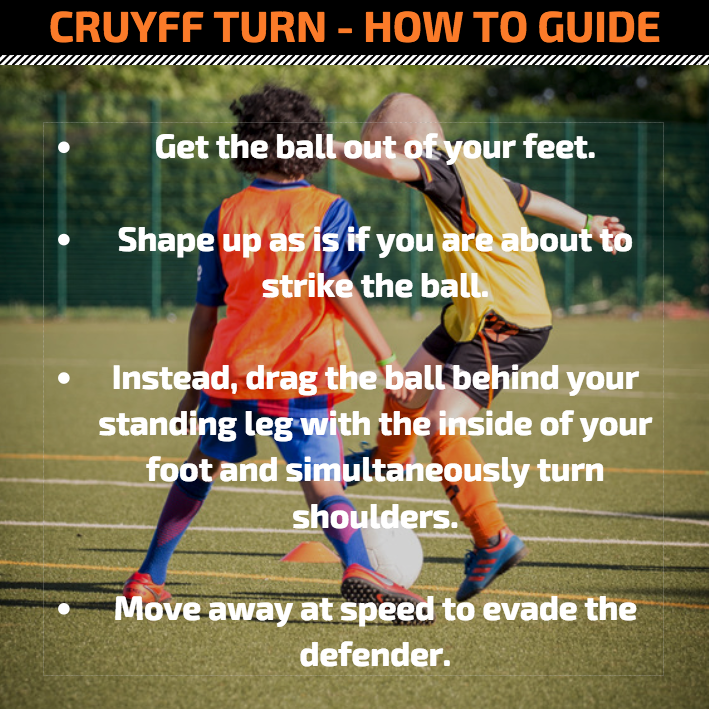 CRUYFF TURN - HOW TO GUIDE
• Get the ball out of your feet.
• Shape up as is if you are about to
strike the ball.
• Instead, drag the ball behind your
standing leg with the inside of your
foot and simultaneously turn
shoulders.
• Move away at speed to evade the
defender.